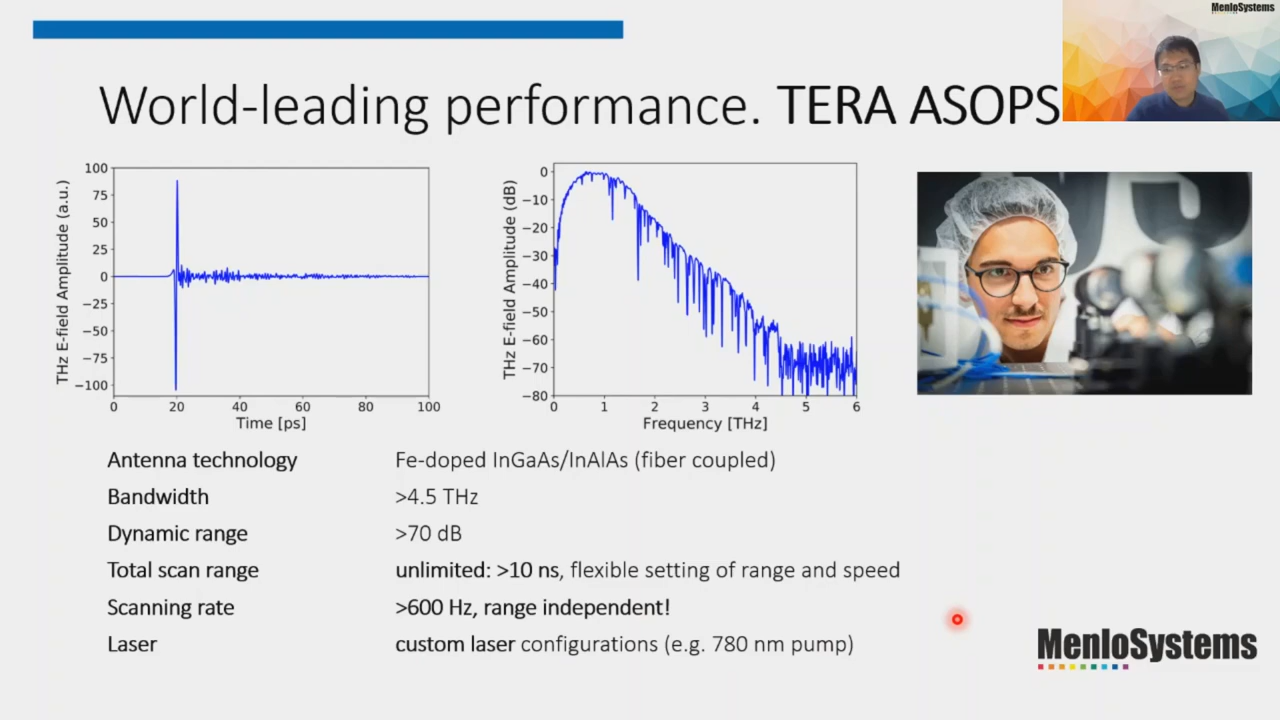 MenloSystems
World-leading performance. TERA ASOPS
THz E-field Amplitude (a.u.)
100
75
50
25
0
−25
−50
−75
−100
0 20 40 60 80 100
Time [ps]
THz E-field Amplitude (dB)
0
−10
−20
−30
−40
−50
−60
−70
−80
0 1 2 3 4 5 6
Frequency [THz]
Antenna technology Fe-doped InGaAs/InAlAs (fiber coupled)
Bandwidth >4.5 THz
Dynamic range >70 dB
Total scan range unlimited: >10 ns, flexible setting of range and speed
Scanning rate >600 Hz, range independent!
Laser custom laser configurations (e.g. 780 nm pump)
MenloSystems